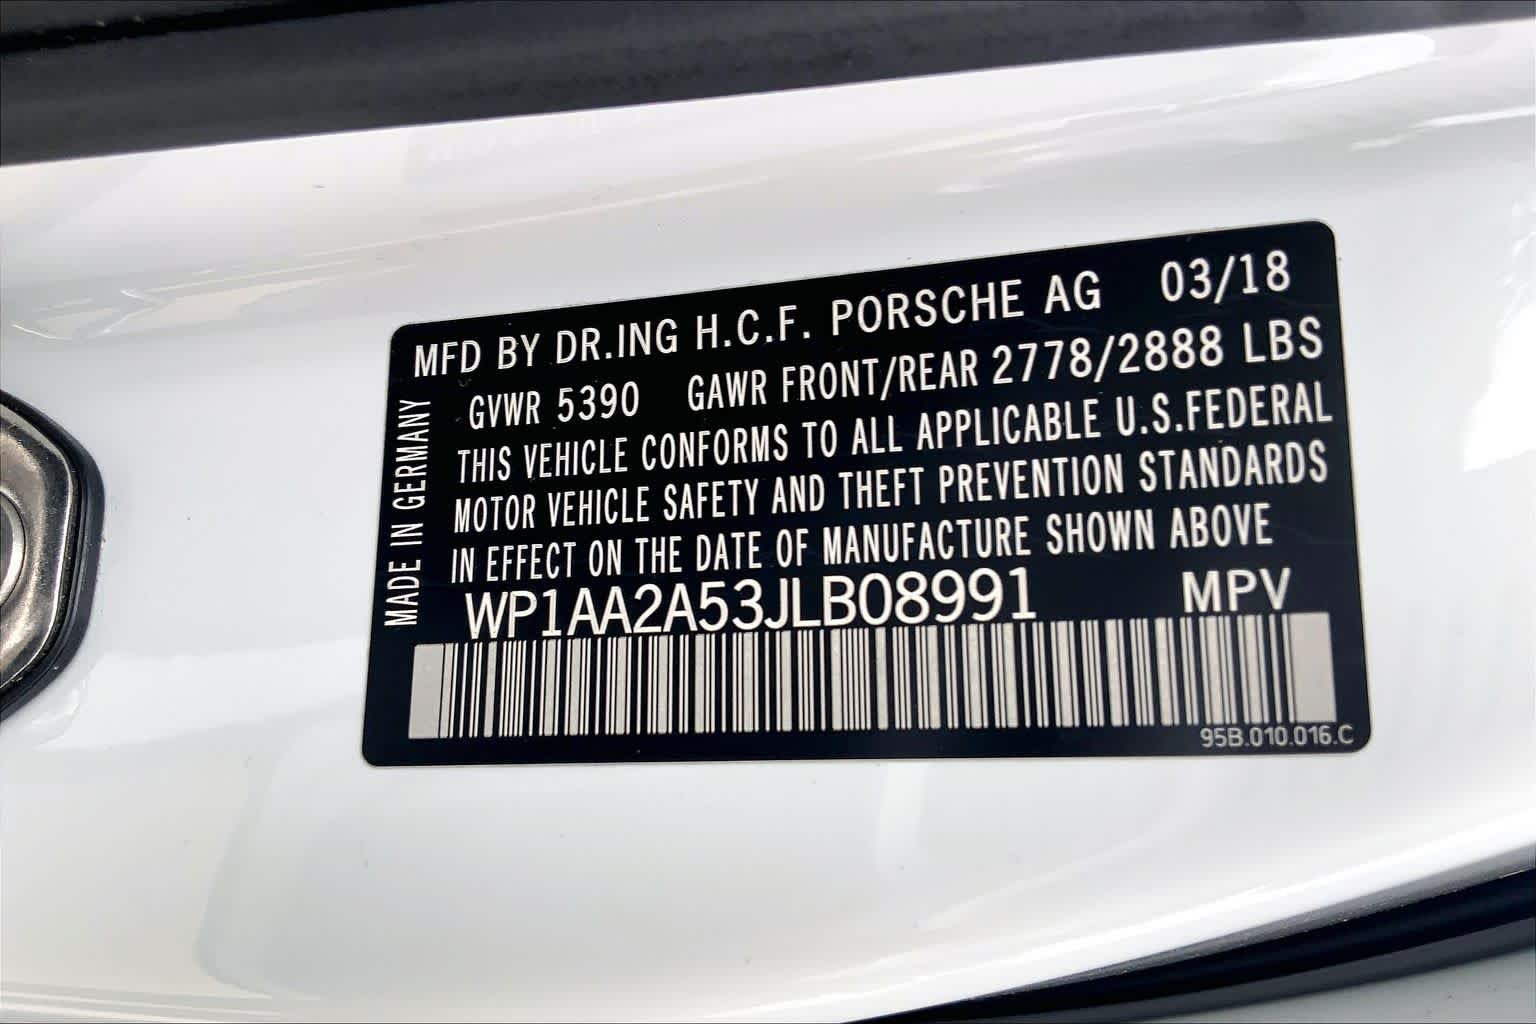 MFD BY DR.ING H.C.F. PORSCHE AG 03/18
GVWR 5390 GAWR FRONT/REAR 2778/2888 LBS
THIS VEHICLE CONFORMS TO ALL APPLICABLE U.S.FEDERAL
MOTOR VEHICLE SAFETY AND THEFT PREVENTION STANDARDS
IN EFFECT ON THE DATE OF MANUFACTURE SHOWN ABOVE
WP1AA2A53JLB08991 MPV
95B.010.016.C
MADE IN GERMANY